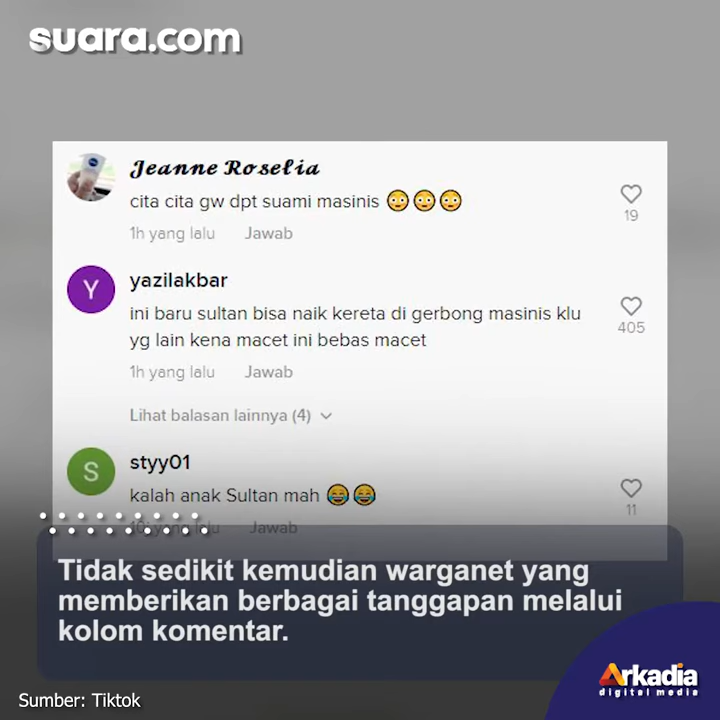 suara.com
Jeanne Roselia
cita cita gw dpt suami masinis 😳😳😳
19
1h yang lalu Jawab
Y
yazilakbar
ini baru sultan bisa naik kereta di gerbong masinis klu
yg lain kena macet ini bebas macet
405
1h yang lalu Jawab
Lihat balasan lainnya (4)
S
styy01
kalah anak Sultan mah 😂😂
11
yang lalu Jawab
Tidak sedikit kemudian warganet yang
memberikan berbagai tanggapan melalui
kolom komentar.
Arkadia
digital media
Sumber: Tiktok